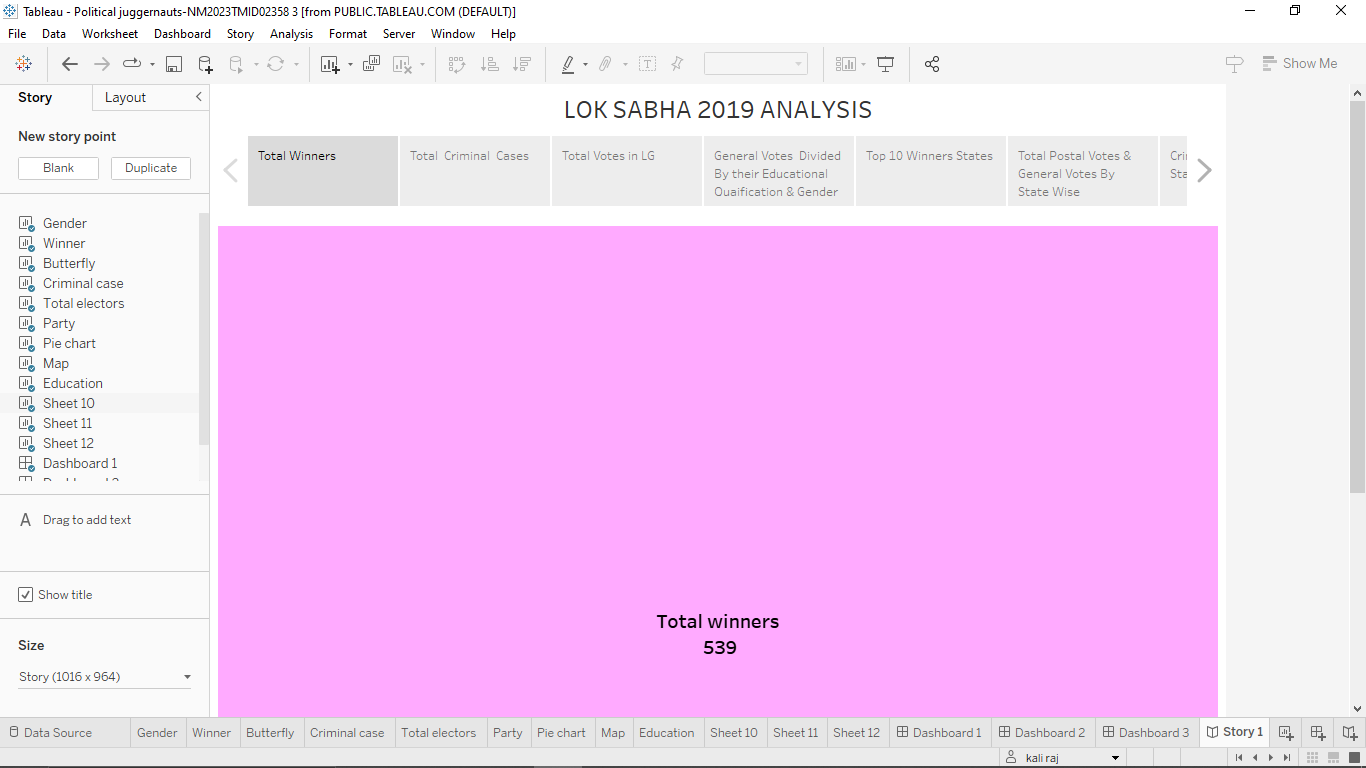 Tableau - Political juggernauts-NM2023TMID02358 3 [from PUBLIC.TABLEAU.COM (DEFAULT)]
File Data Worksheet Dashboard Story Analysis Format Server Window Help
Show Me
Story Layout
New story point
Blank Duplicate
Gender
Winner
Butterfly
Criminal case
Total electors
Party
Pie chart
Map
Education
Sheet 10
Sheet 11
Sheet 12
Dashboard 1
A Drag to add text
Show title
Size
Story (1016 x 964)
LOK SABHA 2019 ANALYSIS
Total Winners
Total Criminal Cases
Total Votes in LG
General Votes Divided
By their Educational
Quaification & Gender
Top 10 Winners States
Total Postal Votes &
General Votes By
State Wise
Total winners
539
Data Source Gender Winner Butterfly Criminal case Total electors Party Pie chart Map Education Sheet 10 Sheet 11 Sheet 12 Dashboard 1 Dashboard 2 Dashboard 3 Story 1
kali raj